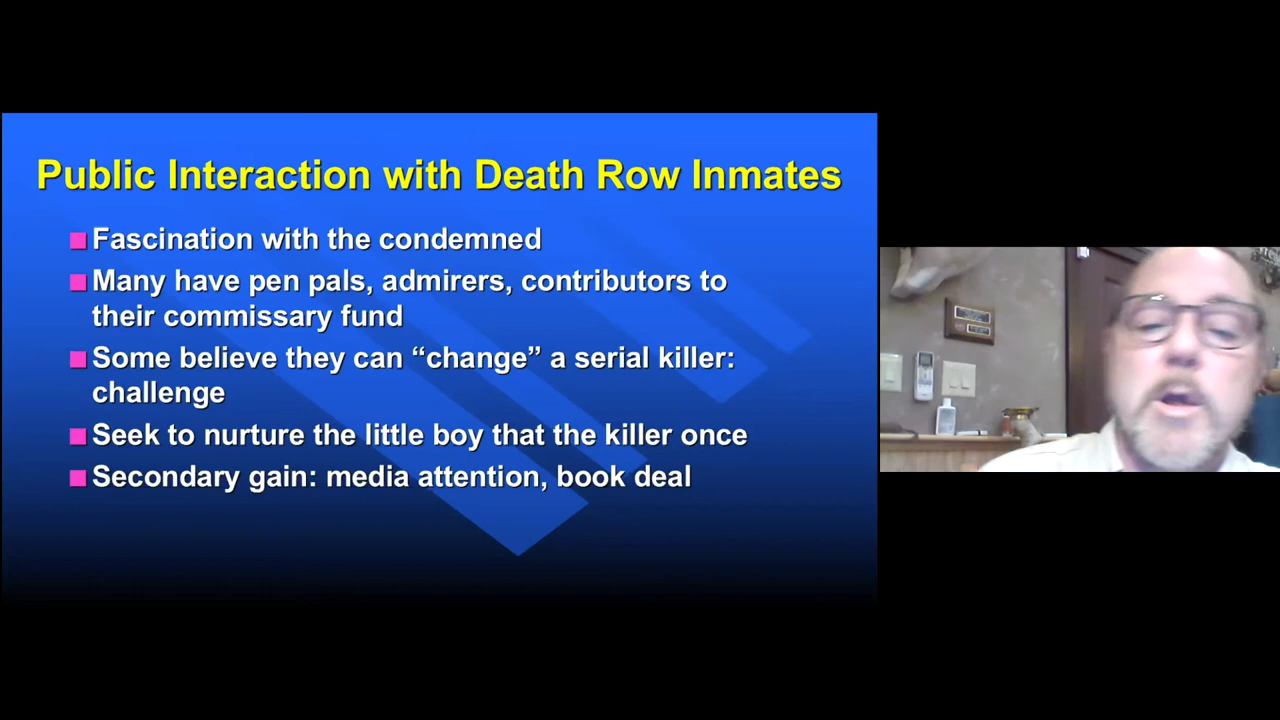 Public Interaction with Death Row Inmates
Fascination with the condemned
Many have pen pals, admirers, contributors to
their commissary fund
Some believe they can “change” a serial killer:
challenge
Seek to nurture the little boy that the killer once
Secondary gain: media attention, book deal